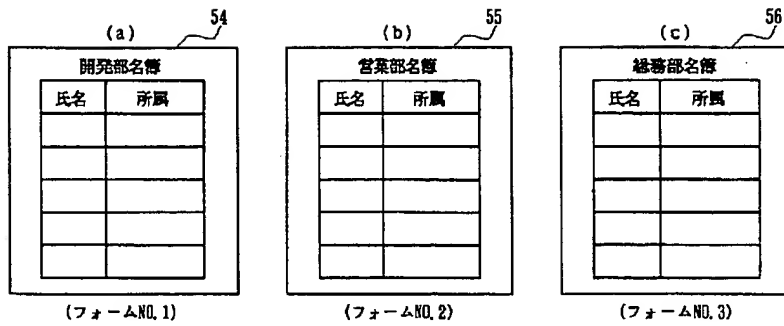 (a) 54
開発部名簿
氏名 所属
(フォームNO.1)
(b) 55
営業部名簿
氏名 所属
(フォームNO.2)
(c) 56
総務部名簿
氏名 所属
(フォームNO.3)